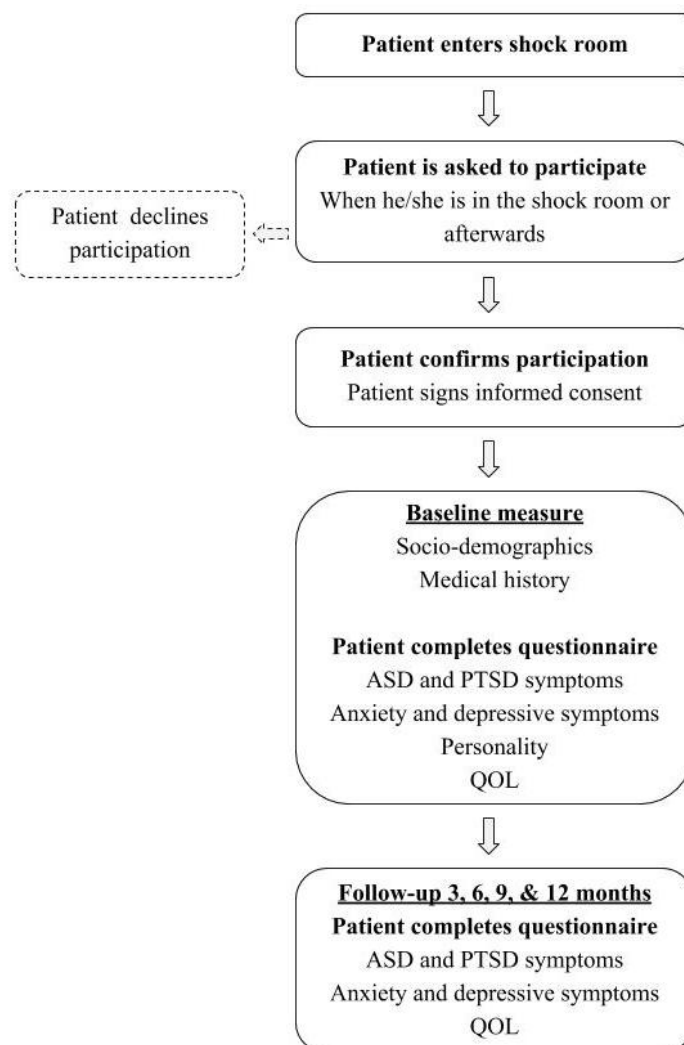 Patient enters shock room
Patient is asked to participate
When he/she is in the shock room or
afterwards
Patient declines
participation
Patient confirms participation
Patient signs informed consent
Baseline measure
Socio-demographics
Medical history
Patient completes questionnaire
ASD and PTSD symptoms
Anxiety and depressive symptoms
Personality
QOL
Follow-up 3, 6, 9, & 12 months
Patient completes questionnaire
ASD and PTSD symptoms
Anxiety and depressive symptoms
QOL